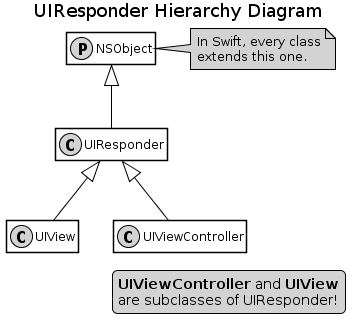 UIResponder Hierarchy Diagram
P NSObject
In Swift, every class
extends this one.
C UIResponder
C UIView
C UIViewController
UIViewController and UIView
are subclasses of UIResponder!